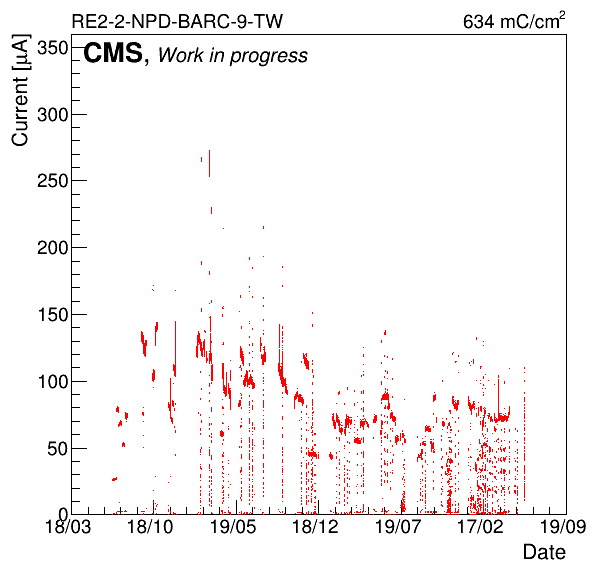 RE2-2-NPD-BARC-9-TW 634 mC/cm²
CMS, Work in progress
Current [μA]
350
300
250
200
150
100
50
0
18/03 18/10 19/05 18/12 19/07 17/02 19/09
Date